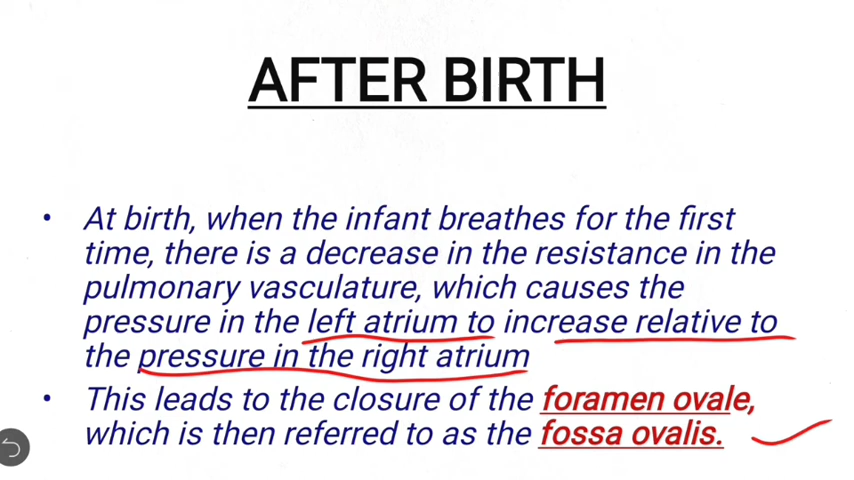 AFTER BIRTH
• At birth, when the infant breathes for the first
time, there is a decrease in the resistance in the
pulmonary vasculature, which causes the
pressure in the left atrium to increase relative to
the pressure in the right atrium
• This leads to the closure of the foramen ovale,
which is then referred to as the fossa ovalis.